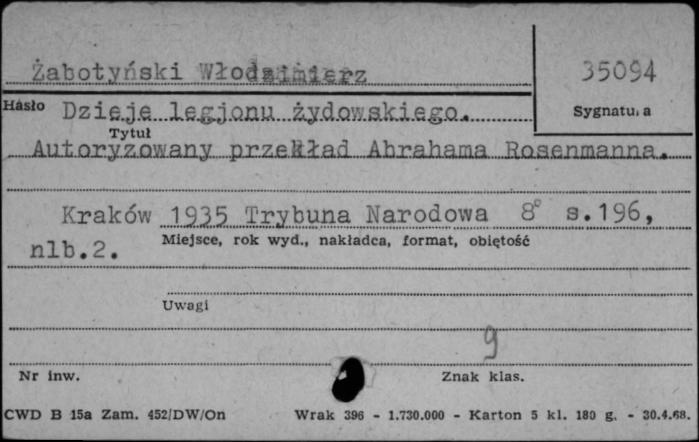 Żabotyński Włodzimierz
35094
Hasło
Sygnatura
Dzieje legjonu żydowskiego.
Tytuł
Autoryzowany przekład Abrahama Rosenmanna.
Kraków 1935 Trybuna Narodowa 8° s.196,
Miejsce, rok wyd., nakładca, format, objętość
nlb.2.
Uwagi
9
Nr inw.
Znak klas.
CWD B 15a Zam. 452/DW/On Wrak 396 - 1.730.000 - Karton 5 kl. 180 g. - 30.4.68.